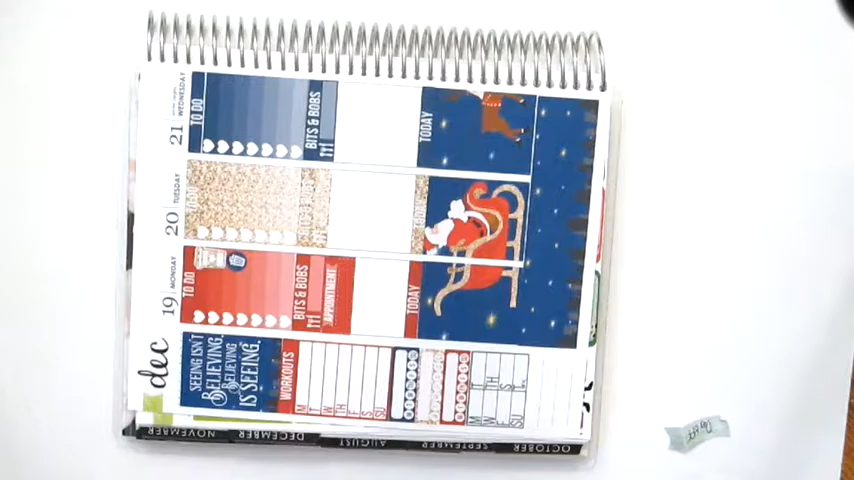 dec
SEEING ISN'T
BELIEVING.
BELIEVING
IS SEEING.
WORKOUTS
M
T
W
TH
F
S
SU
M
T
W
TH
F
S
SU
19 MONDAY
TO DO
BITS & BOBS
APPOINTMENT
TODAY
20 TUESDAY
21 WEDNESDAY
TO DO
BITS & BOBS
TODAY
NOVEMBER
DECEMBER
AUGUST
SEPTEMBER
OCTOBER